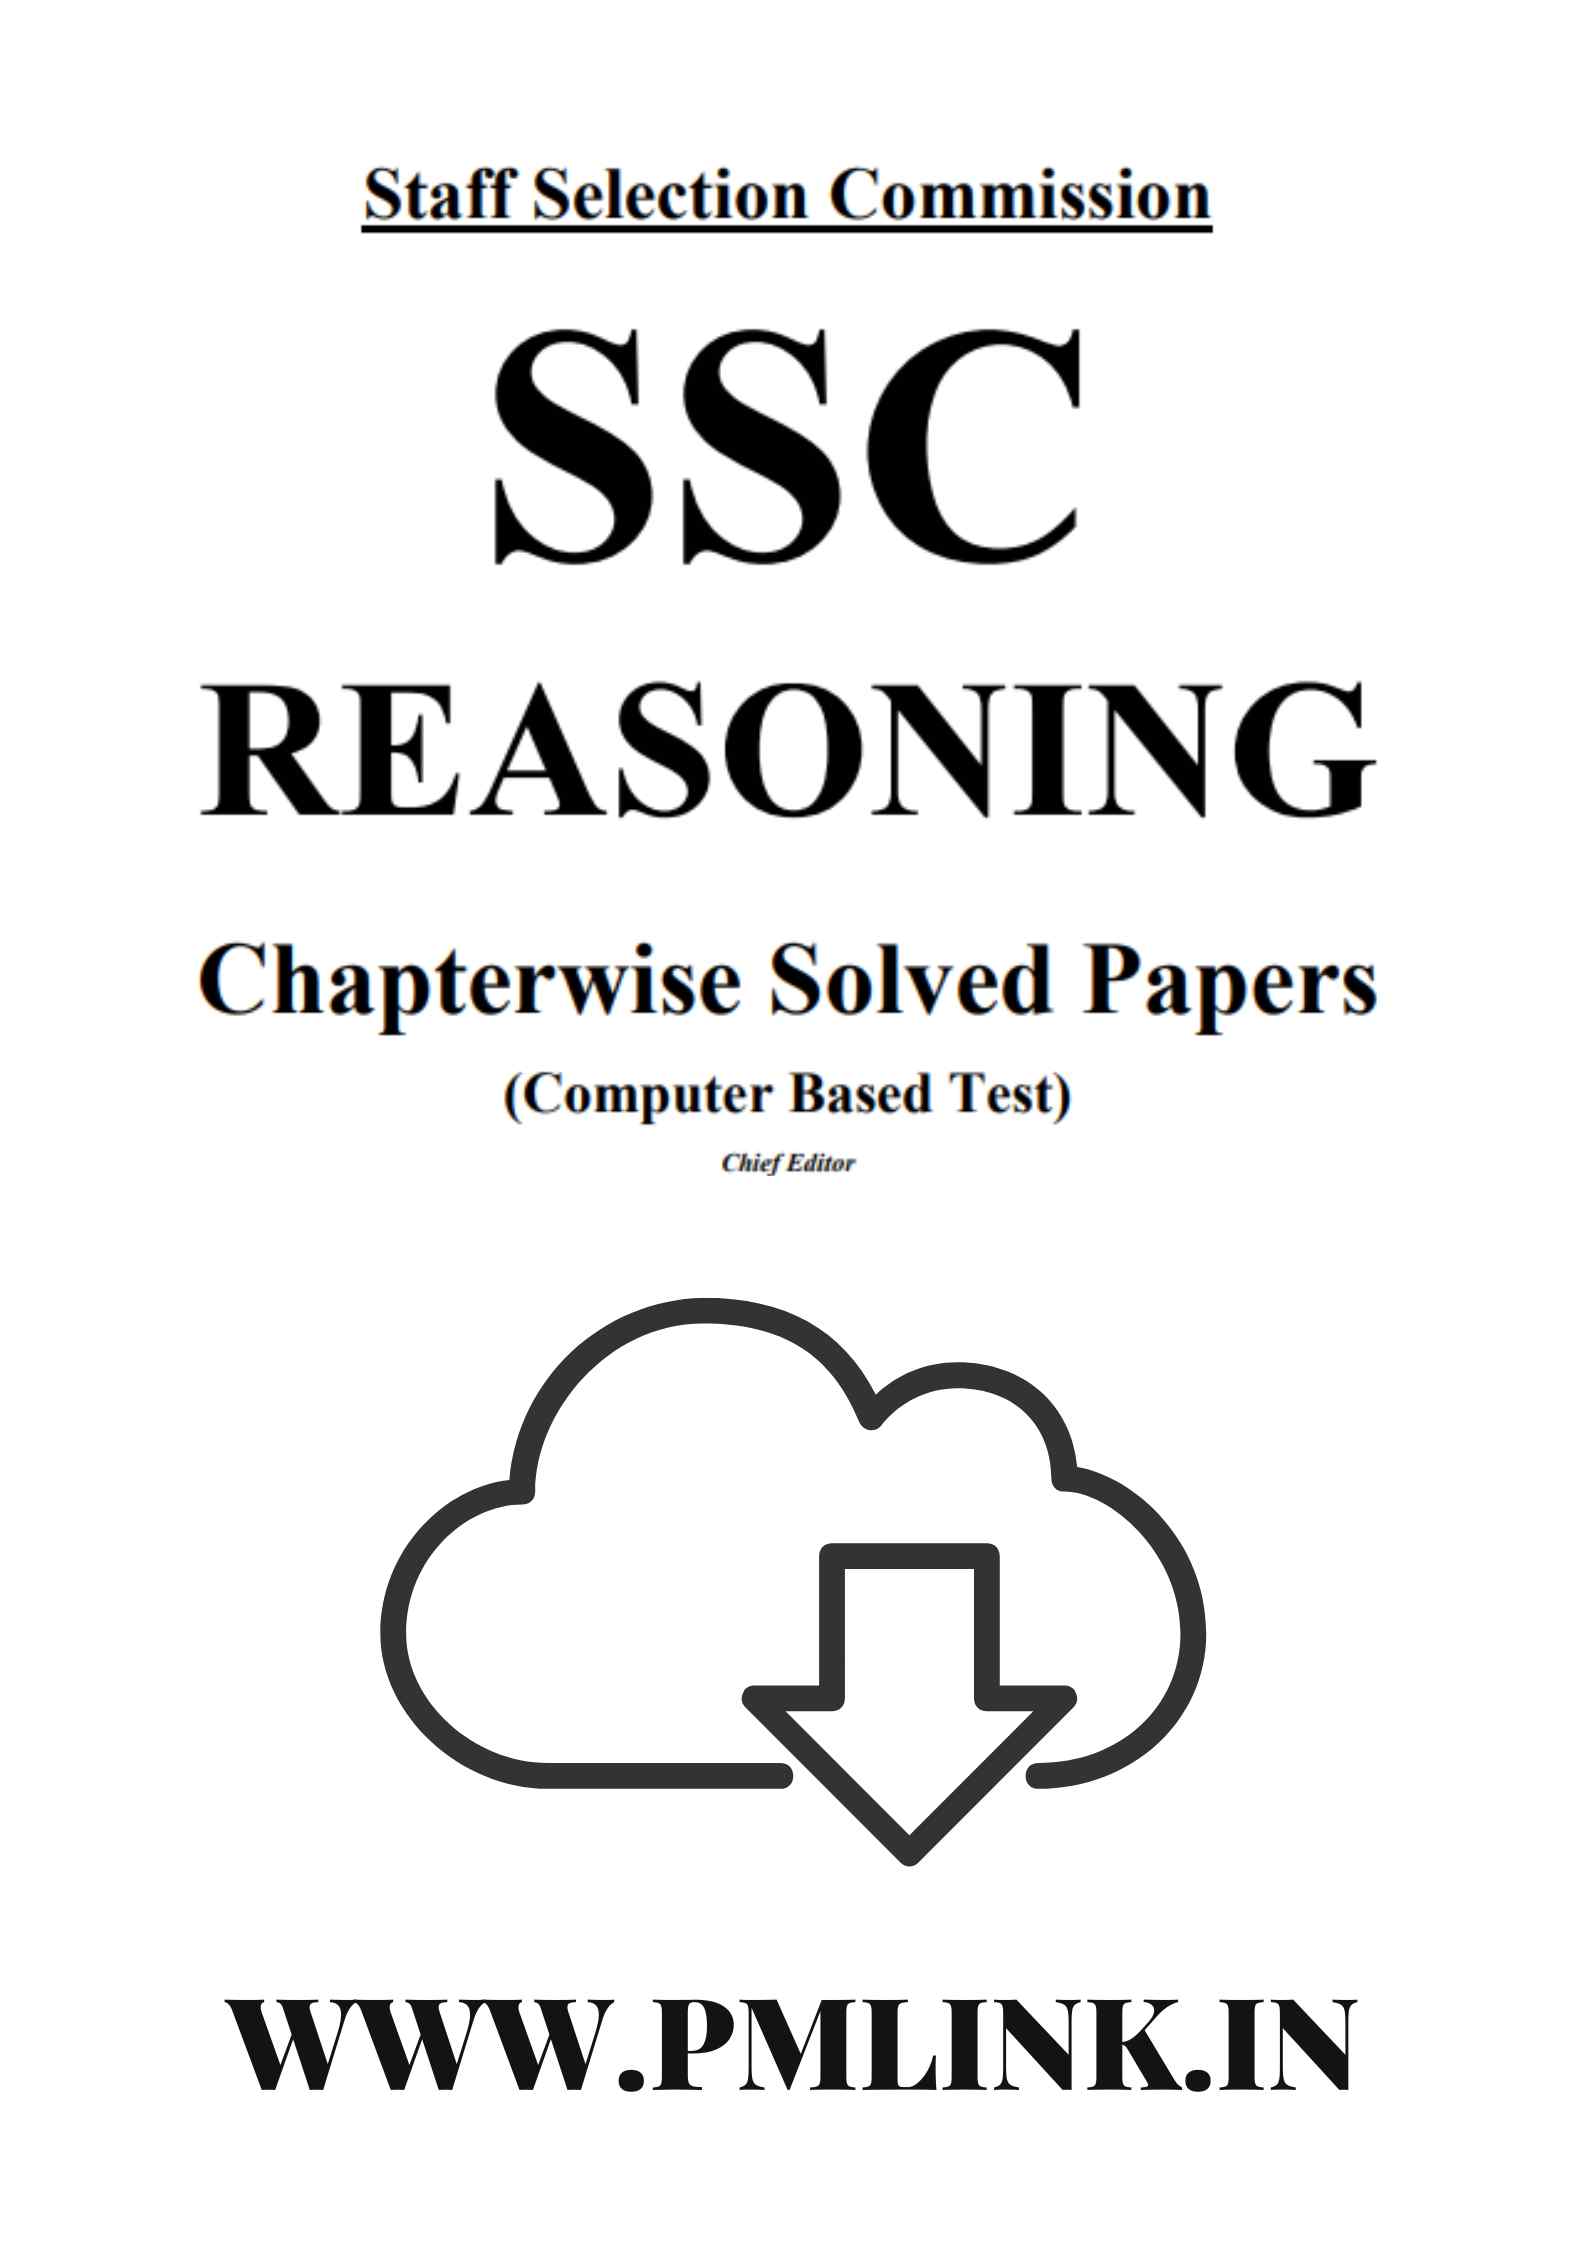 Staff Selection Commission
SSC
REASONING
Chapterwise Solved Papers
(Computer Based Test)
Chief Editor
WWW.PMLINK.IN